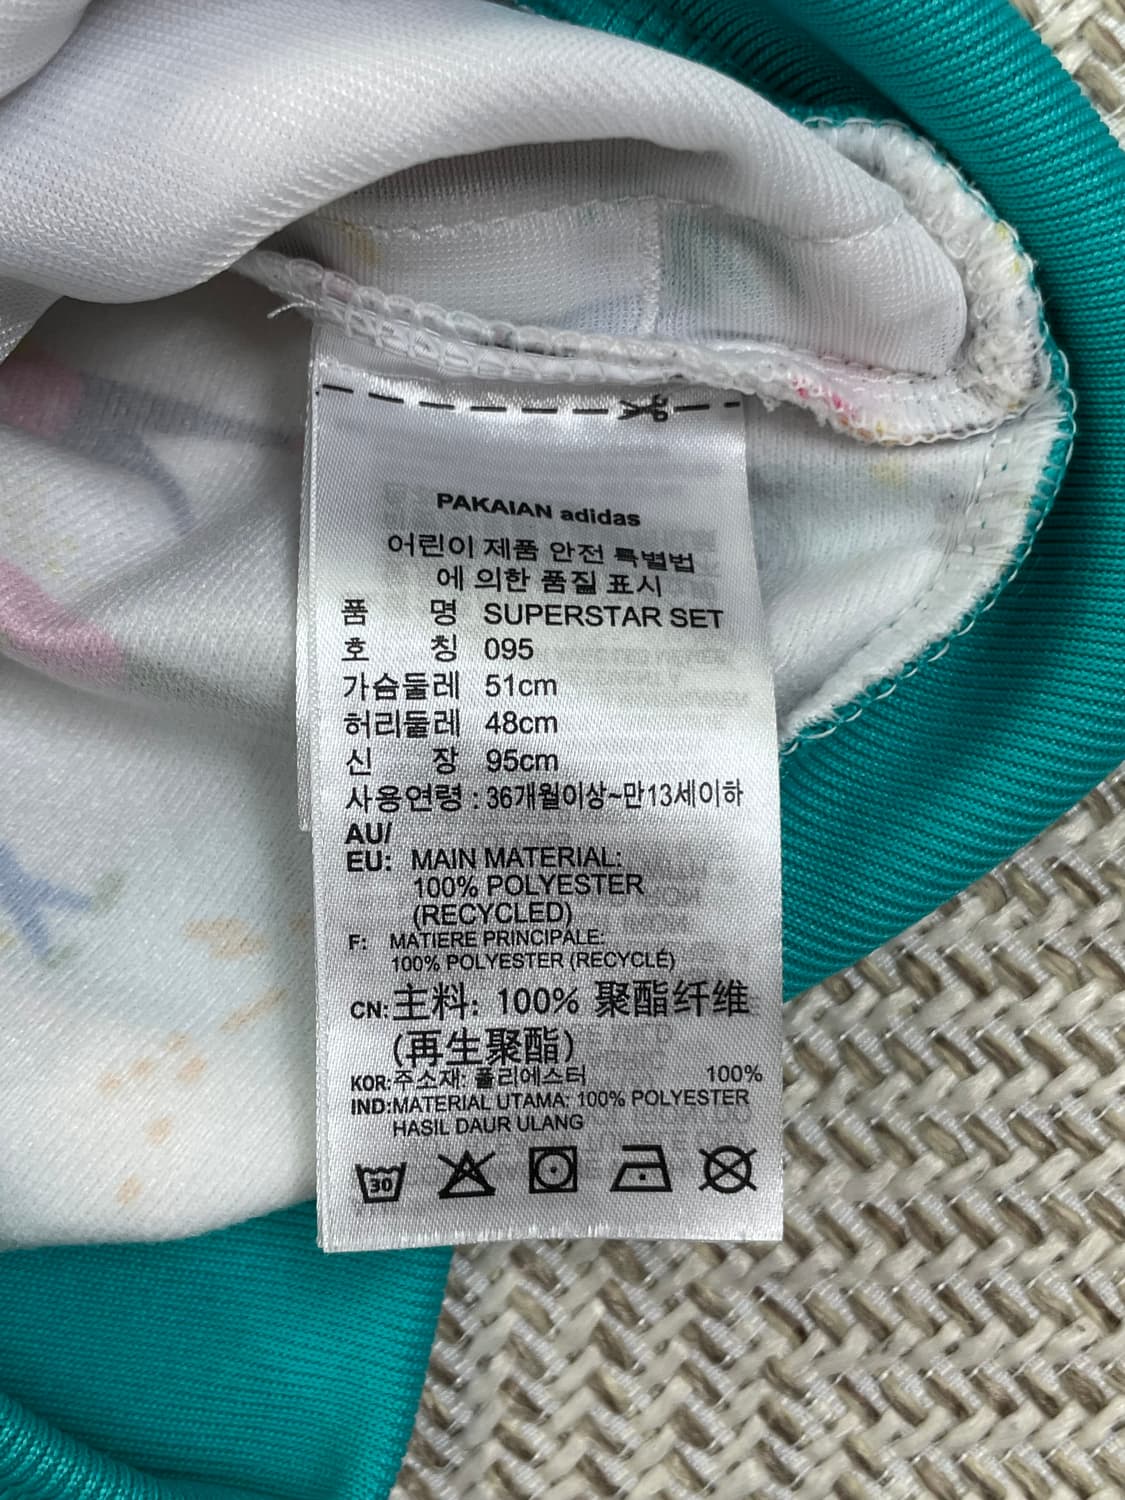 PAKAIAN adidas
어린이 제품 안전 특별법
에 의한 품질 표시
품 명 SUPERSTAR SET
호 칭 095
가슴둘레 51cm
허리둘레 48cm
신 장 95cm
사용연령 : 36개월이상~만13세이하
AU/
EU: MAIN MATERIAL:
100% POLYESTER
(RECYCLED)
F: MATIERE PRINCIPALE:
100% POLYESTER (RECYCLÉ)
CN: 主料: 100% 聚酯纤维
(再生聚酯)
KOR: 주소재: 폴리에스터 100%
IND: MATERIAL UTAMA: 100% POLYESTER
HASIL DAUR ULANG
30